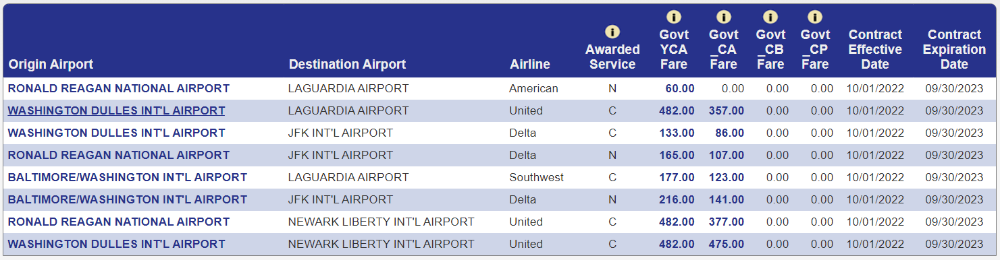 Origin Airport Destination Airport Airline Awarded Service Govt YCA Fare Govt _CA Fare Govt _CB Fare Govt _CP Fare Contract Effective Date Contract Expiration Date
RONALD REAGAN NATIONAL AIRPORT LAGUARDIA AIRPORT American N 60.00 0.00 0.00 0.00 10/01/2022 09/30/2023
WASHINGTON DULLES INT'L AIRPORT LAGUARDIA AIRPORT United C 482.00 357.00 0.00 0.00 10/01/2022 09/30/2023
WASHINGTON DULLES INT'L AIRPORT JFK INT'L AIRPORT Delta C 133.00 86.00 0.00 0.00 10/01/2022 09/30/2023
RONALD REAGAN NATIONAL AIRPORT JFK INT'L AIRPORT Delta N 165.00 107.00 0.00 0.00 10/01/2022 09/30/2023
BALTIMORE/WASHINGTON INT'L AIRPORT LAGUARDIA AIRPORT Southwest C 177.00 123.00 0.00 0.00 10/01/2022 09/30/2023
BALTIMORE/WASHINGTON INT'L AIRPORT JFK INT'L AIRPORT Delta N 216.00 141.00 0.00 0.00 10/01/2022 09/30/2023
RONALD REAGAN NATIONAL AIRPORT NEWARK LIBERTY INT'L AIRPORT United C 482.00 377.00 0.00 0.00 10/01/2022 09/30/2023
WASHINGTON DULLES INT'L AIRPORT NEWARK LIBERTY INT'L AIRPORT United C 482.00 475.00 0.00 0.00 10/01/2022 09/30/2023